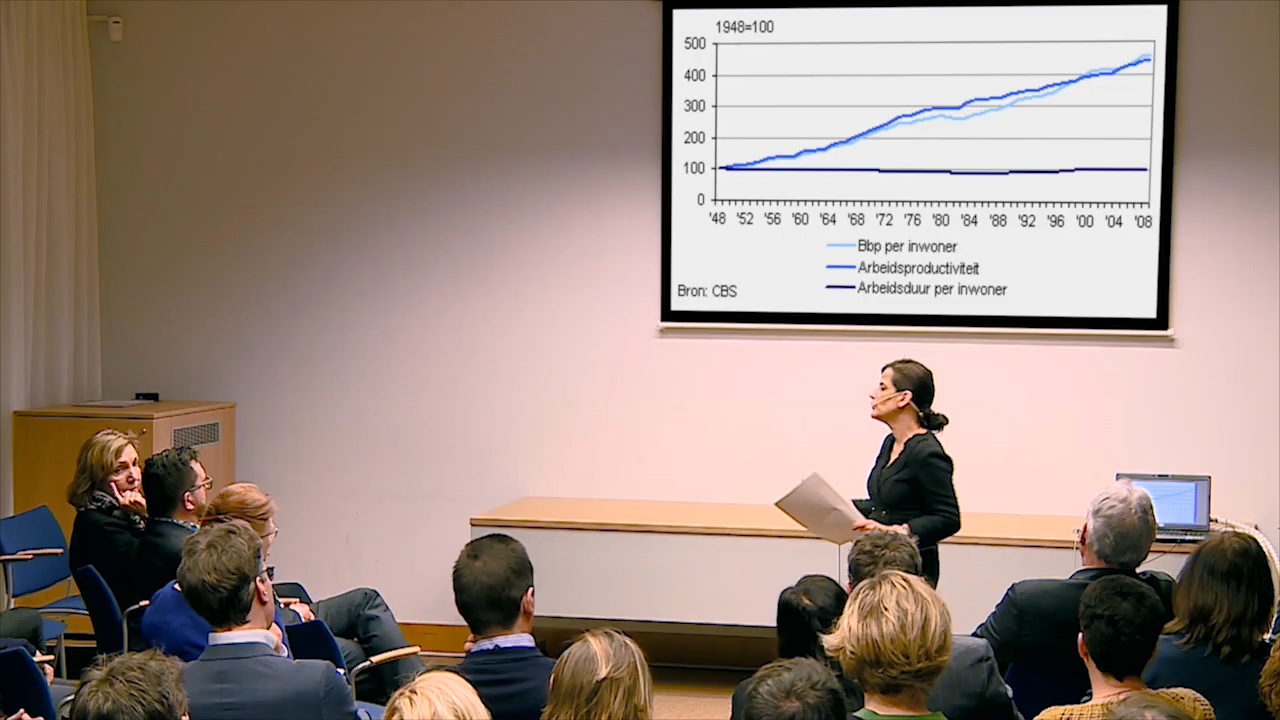 1948=100
500
400
300
200
100
0
'48 '52 '56 '60 '64 '68 '72 '76 '80 '84 '88 '92 '96 '00 '04 '08
Bbp per inwoner
Arbeidsproductiviteit
Arbeidsduur per inwoner
Bron: CBS